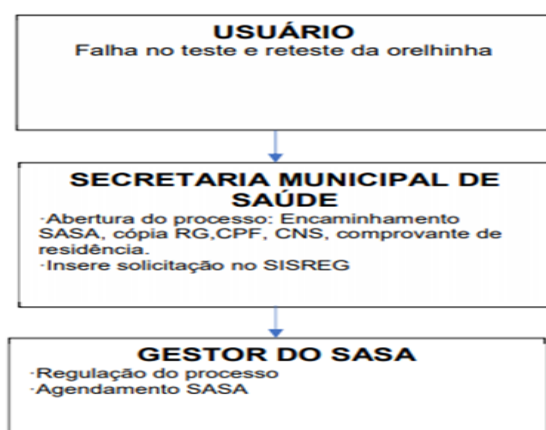 USUÁRIO
Falha no teste e reteste da orelhinha
SECRETARIA MUNICIPAL DE
SAÚDE
·Abertura do processo: Encaminhamento
SASA, cópia RG,CPF, CNS, comprovante de
residência.
·Insere solicitação no SISREG
GESTOR DO SASA
·Regulação do processo
·Agendamento SASA